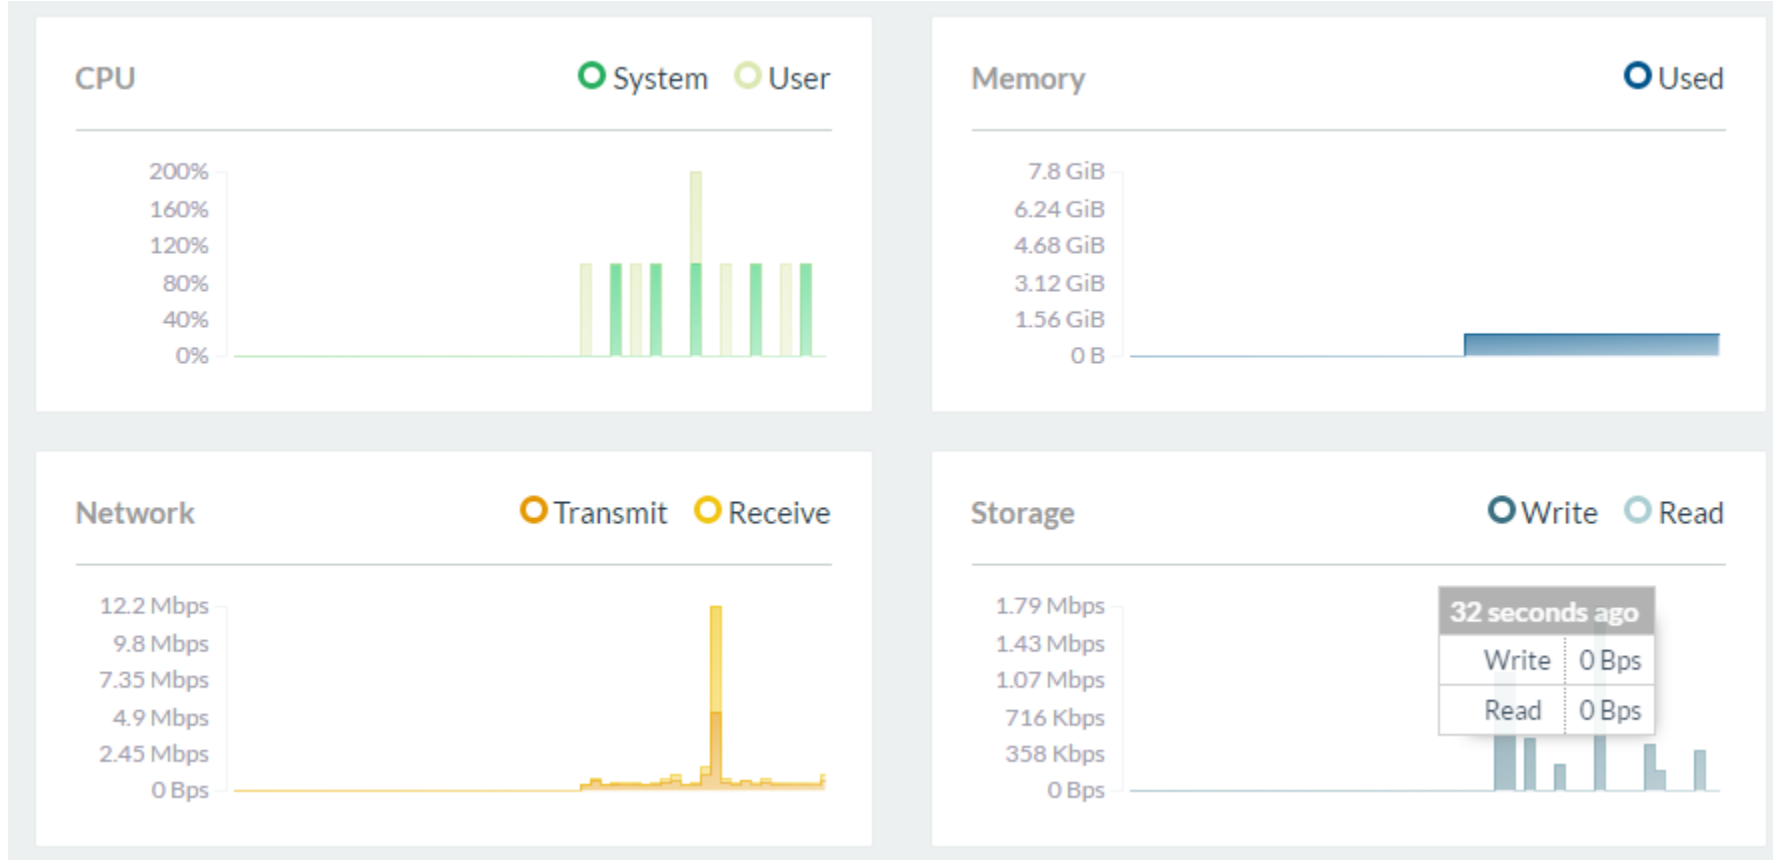 CPU
System User
200%
160%
120%
80%
40%
0%
Memory
Used
7.8 GiB
6.24 GiB
4.68 GiB
3.12 GiB
1.56 GiB
0 B
Network
Transmit Receive
12.2 Mbps
9.8 Mbps
7.35 Mbps
4.9 Mbps
2.45 Mbps
0 Bps
Storage
Write Read
1.79 Mbps
1.43 Mbps
1.07 Mbps
716 Kbps
358 Kbps
0 Bps
32 seconds ago
Write 0 Bps
Read 0 Bps